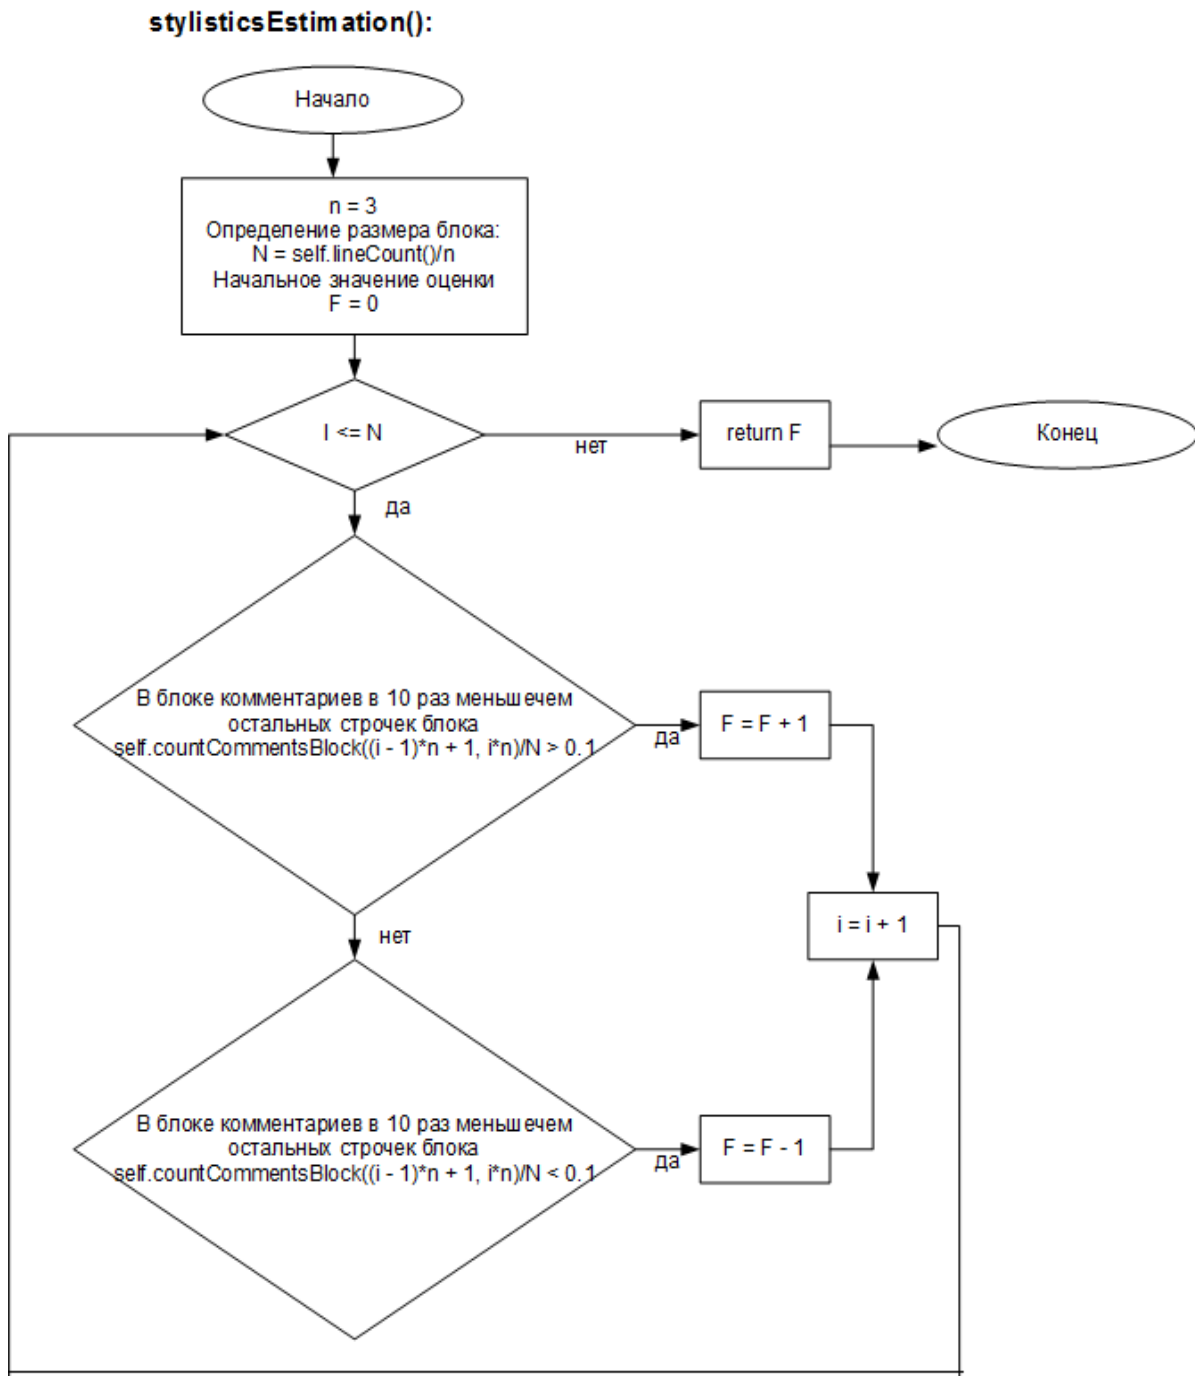 stylisticsEstimation():
Начало
n = 3
Определение размера блока:
N = self.lineCount()/n
Начальное значение оценки
F = 0
I <= N
нет
return F
Конец
да
В блоке комментариев в 10 раз меньшечем
остальных строчек блока
self.countCommentsBlock((i - 1)*n + 1, i*n)/N > 0.1
да
F = F + 1
нет
i = i + 1
В блоке комментариев в 10 раз меньшечем
остальных строчек блока
self.countCommentsBlock((i - 1)*n + 1, i*n)/N < 0.1
да
F = F - 1